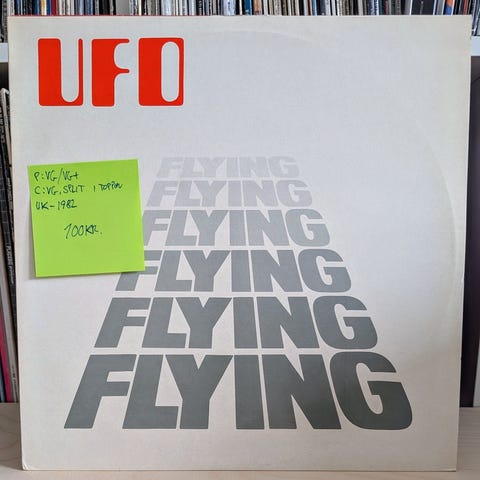 UFO
FLYING
FLYING
FLYING
FLYING
FLYING
FLYING
P:VG/VG+
C:VG, SPLIT I TOPPEN
UK-1982
100KR.